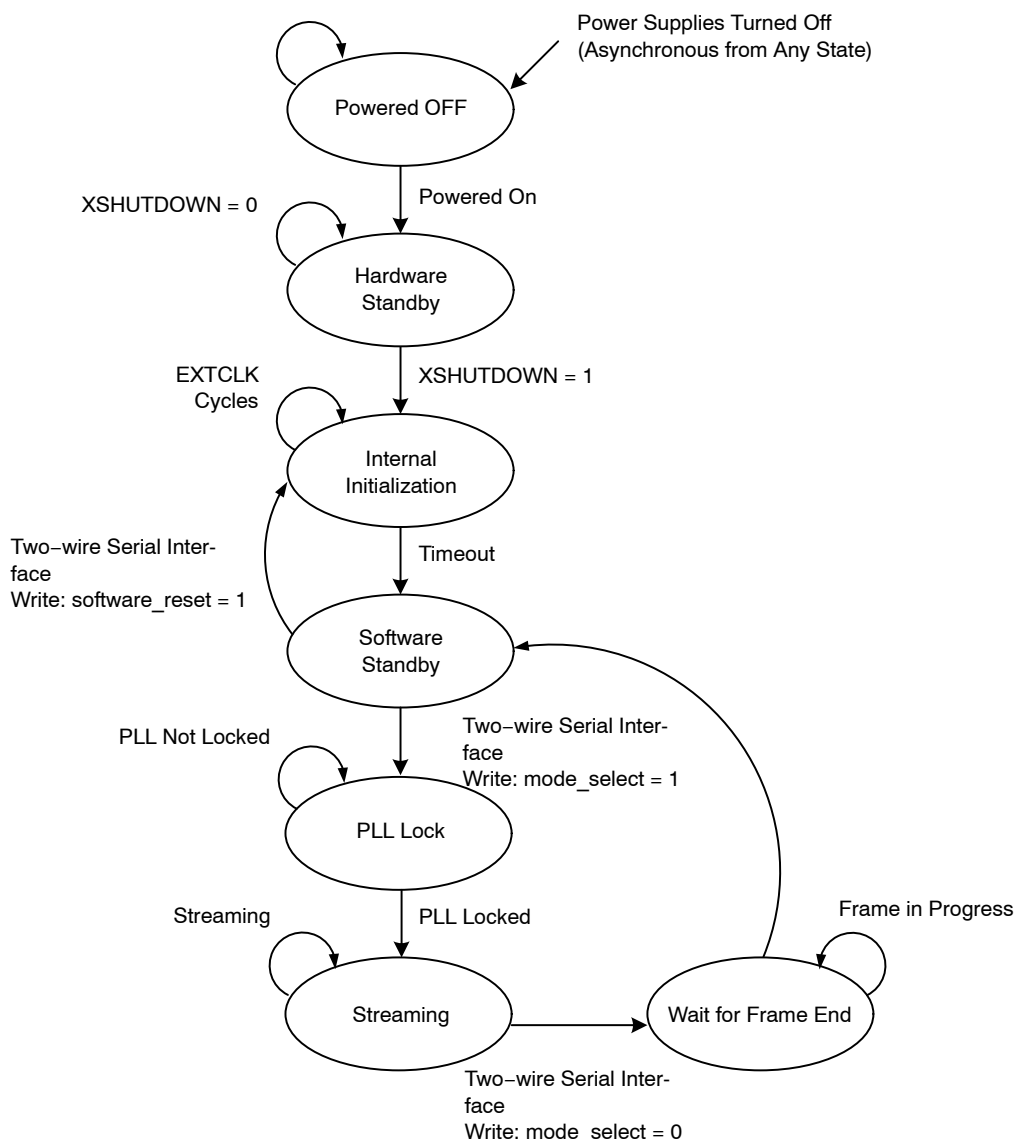 Power Supplies Turned Off
(Asynchronous from Any State)
Powered OFF
Powered On
XSHUTDOWN = 0
Hardware
Standby
XSHUTDOWN = 1
EXTCLK
Cycles
Internal
Initialization
Two−wire Serial Inter-
face
Write: software_reset = 1
Timeout
Software
Standby
Two−wire Serial Inter-
face
Write: mode_select = 1
PLL Not Locked
PLL Lock
PLL Locked
Streaming
Streaming
Frame in Progress
Wait for Frame End
Two−wire Serial Inter-
face
Write: mode_select = 0